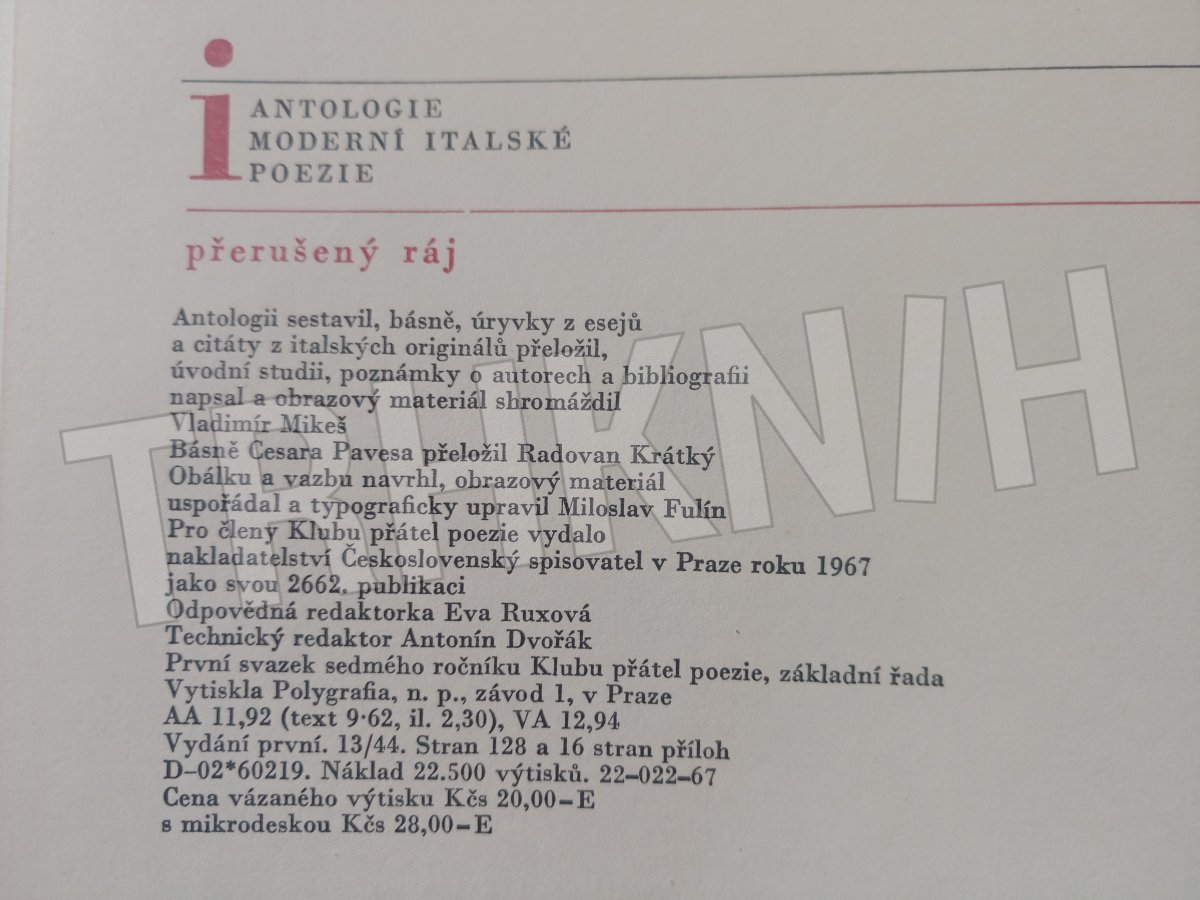 i
ANTOLOGIE
MODERNÍ ITALSKÉ
POEZIE
přerušený ráj
Antologii sestavil, básně, úryvky z esejů
a citáty z italských originálů přeložil,
úvodní studii, poznámky o autorech a bibliografii
napsal a obrazový materiál shromáždil
Vladimír Mikeš
Básně Cesara Pavesa přeložil Radovan Krátký
Obálku a vazbu navrhl, obrazový materiál
uspořádal a typograficky upravil Miloslav Fulín
Pro členy Klubu přátel poezie vydalo
nakladatelství Československý spisovatel v Praze roku 1967
jako svou 2662. publikaci
Odpovědná redaktorka Eva Ruxová
Technický redaktor Antonín Dvořák
První svazek sedmého ročníku Klubu přátel poezie, základní řada
Vytiskla Polygrafia, n. p., závod 1, v Praze
AA 11,92 (text 9·62, il. 2,30), VA 12,94
Vydání první. 13/44. Stran 128 a 16 stran příloh
D–02*60219. Náklad 22.500 výtisků. 22–022–67
Cena vázaného výtisku Kčs 20,00–E
s mikrodeskou Kčs 28,00–E
TRHKNIH